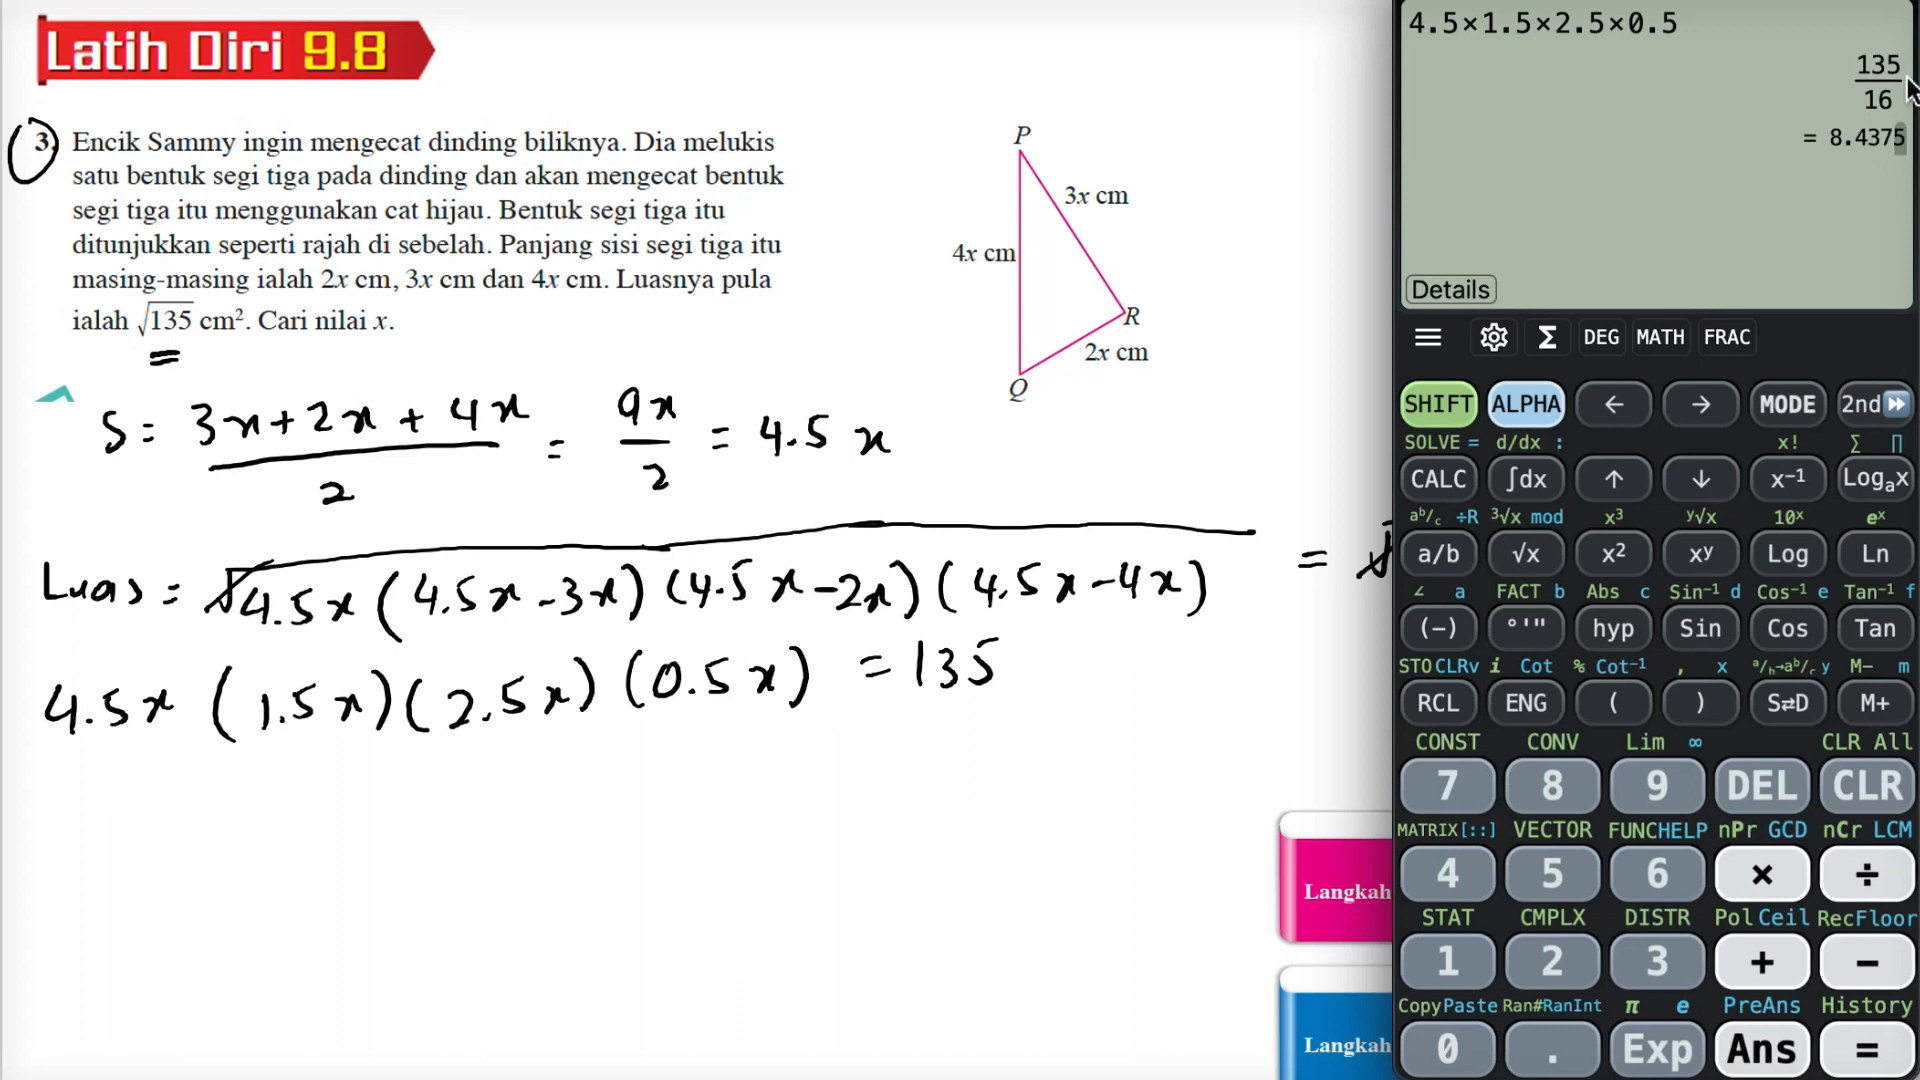 Latih Diri 9.8
3. Encik Sammy ingin mengecat dinding biliknya. Dia melukis
satu bentuk segi tiga pada dinding dan akan mengecat bentuk
segi tiga itu menggunakan cat hijau. Bentuk segi tiga itu
ditunjukkan seperti rajah di sebelah. Panjang sisi segi tiga itu
masing-masing ialah 2x cm, 3x cm dan 4x cm. Luasnya pula
ialah √135 cm². Cari nilai x.
P
3x cm
4x cm
R
2x cm
Q
S = (3x + 2x + 4x)/2 = 9x/2 = 4.5 x
Luas = √4.5x (4.5x - 3x) (4.5x - 2x) (4.5x - 4x) = √
4.5x (1.5x) (2.5x) (0.5x) = 135
Langkah
Langkah
4.5×1.5×2.5×0.5
135
16
= 8.4375
Details
☰ ⚙ Σ DEG MATH FRAC
SHIFT ALPHA ← → MODE 2nd
SOLVE = d/dx : x! ∑ ∏
CALC ∫dx ↑ ↓ x⁻¹ Logₐx
aᵇ/c ÷R ³√x mod x³ ʸ√x 10ˣ eˣ
a/b √x x² xʸ Log Ln
∠ a FACT b Abs c Sin⁻¹ d Cos⁻¹ e Tan⁻¹ f
(−) °'" hyp Sin Cos Tan
STO CLRv i Cot % Cot⁻¹ , x ᵃ/ᵦ→aᵇ/c y M− m
RCL ENG ( ) S⇄D M+
CONST CONV Lim ∞ CLR All
7 8 9 DEL CLR
MATRIX[::] VECTOR FUNC HELP nPr GCD nCr LCM
4 5 6 × ÷
STAT CMPLX DISTR Pol Ceil Rec Floor
1 2 3 + −
Copy Paste Ran# RanInt π e PreAns History
0 . Exp Ans =